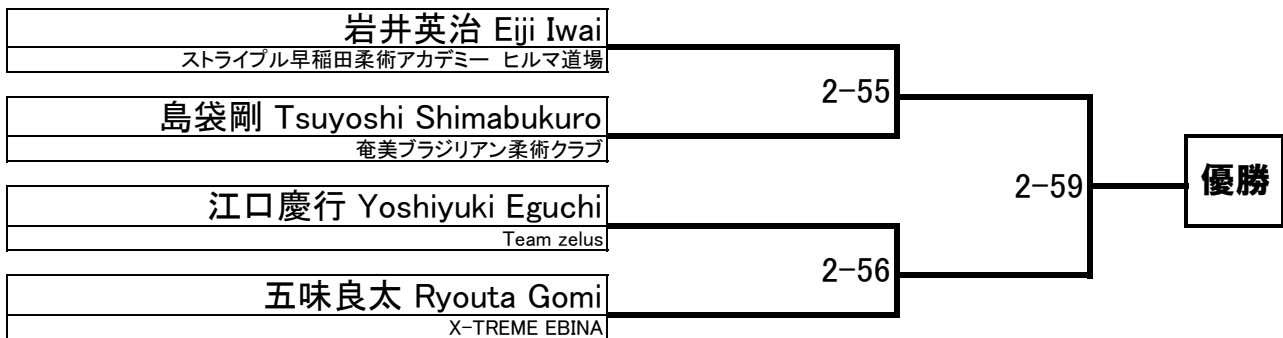 岩井英治 Eiji Iwai
ストライプル早稲田柔術アカデミー ヒルマ道場
2-55
島袋剛 Tsuyoshi Shimabukuro
奄美ブラジリアン柔術クラブ
2-59
優勝
江口慶行 Yoshiyuki Eguchi
Team zelus
2-56
五味良太 Ryouta Gomi
X-TREME EBINA